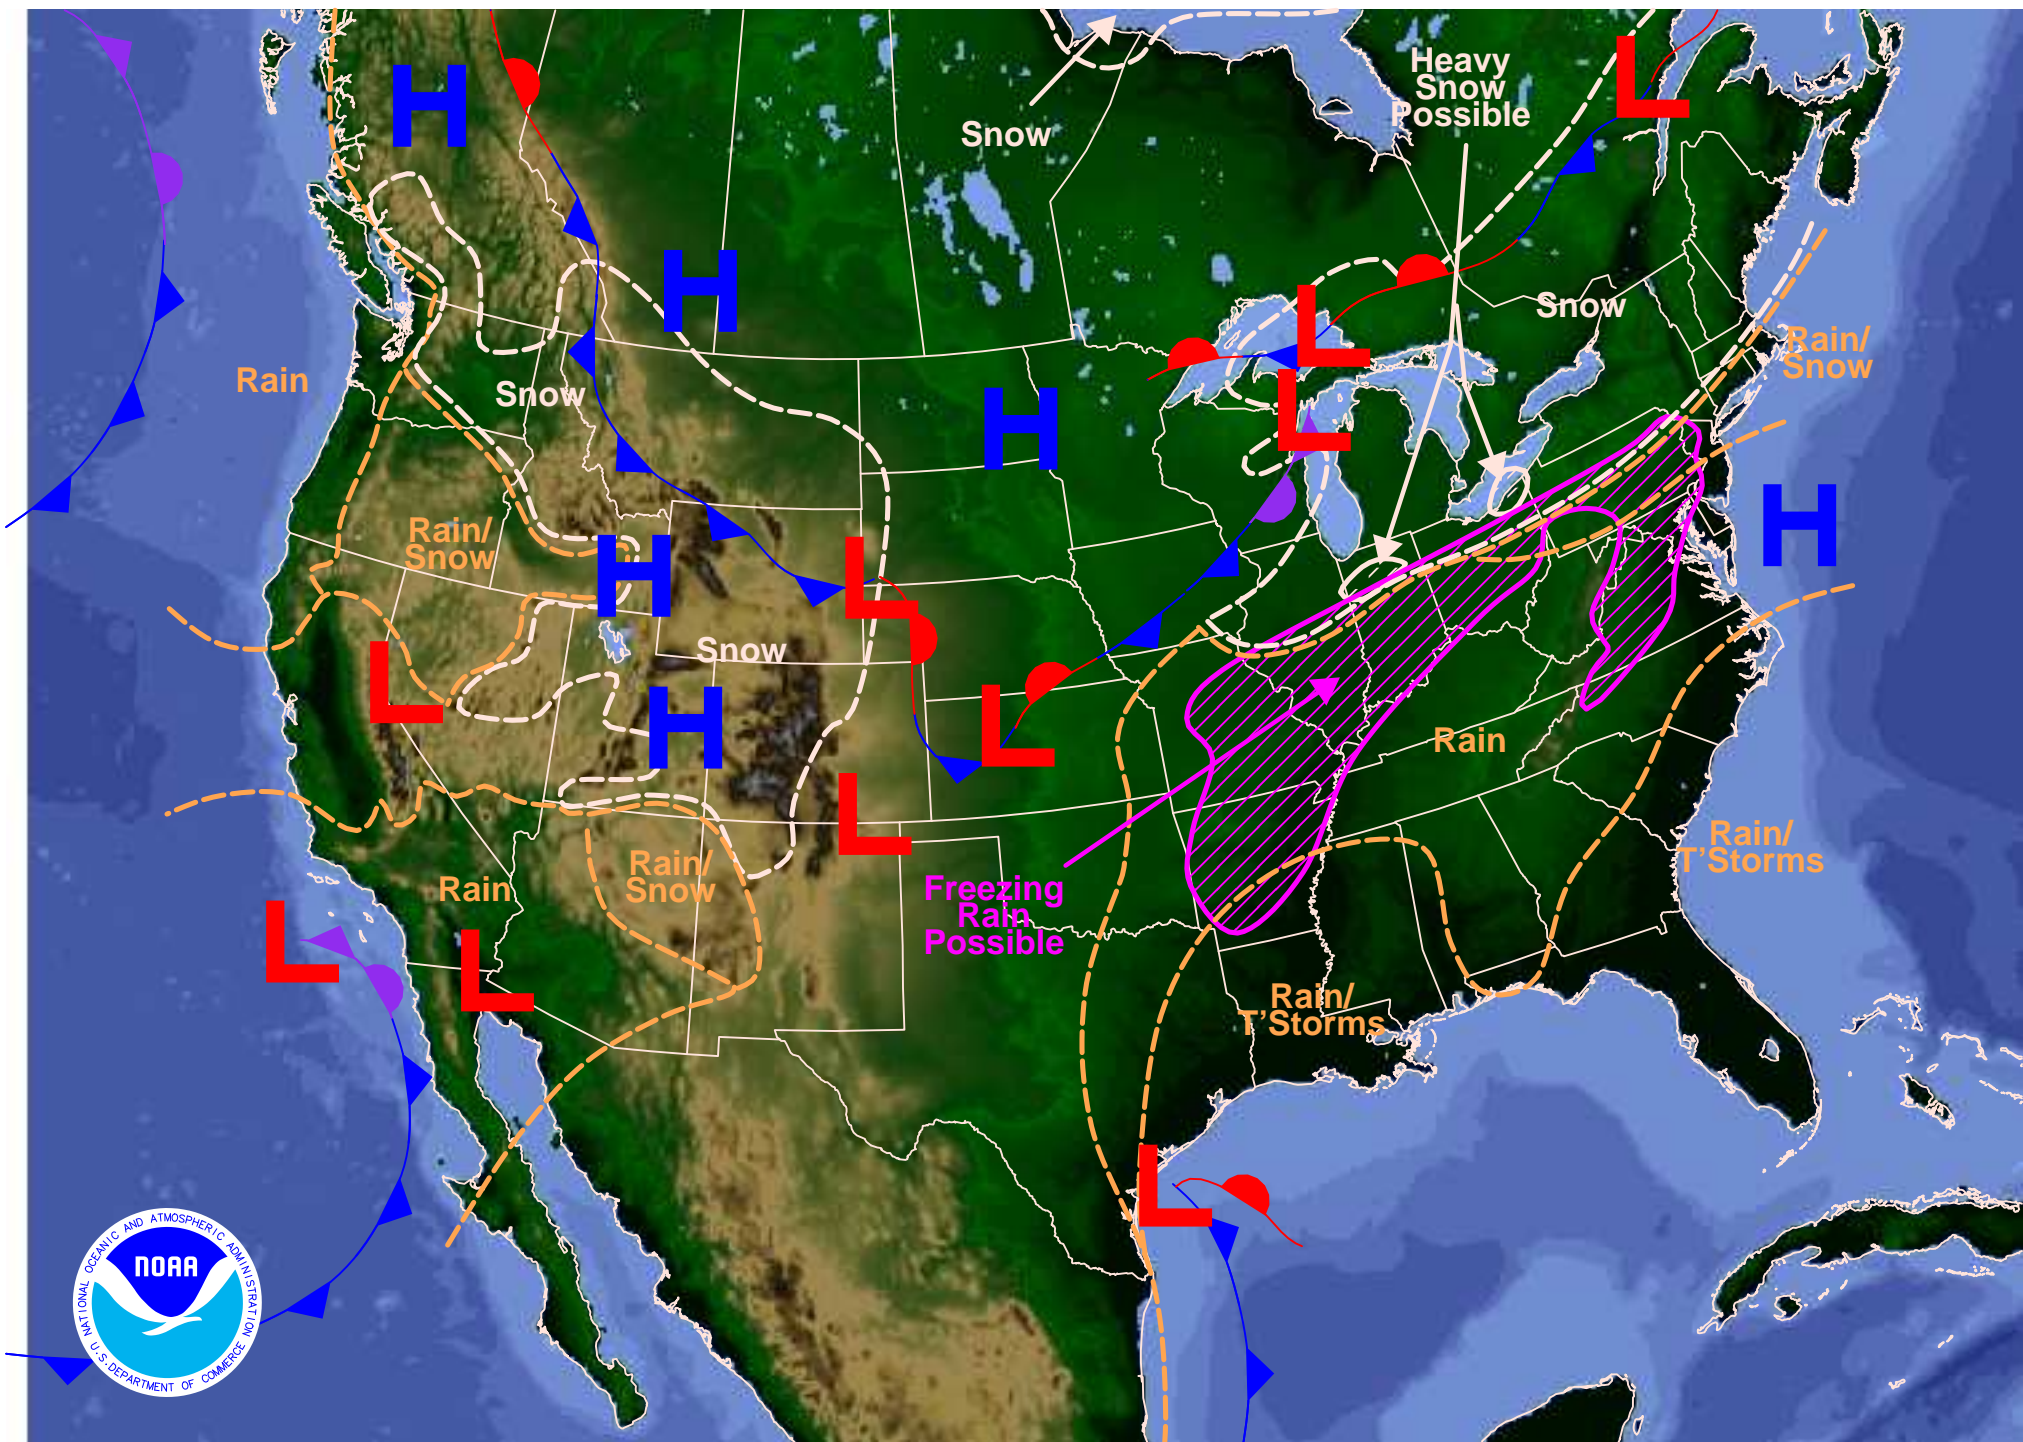 H
L
Heavy
Snow
Possible
Snow
H
Snow
L
Rain/
Snow
Rain
Snow
L
H
H
Rain/
Snow
H
L
Snow
L
H
L
Rain
L
Rain/
T'Storms
Rain
Rain/
Snow
Freezing
Rain
Possible
L
L
Rain/
T'Storms
L
NATIONAL OCEANIC AND ATMOSPHERIC ADMINISTRATION
NOAA
U.S. DEPARTMENT OF COMMERCE